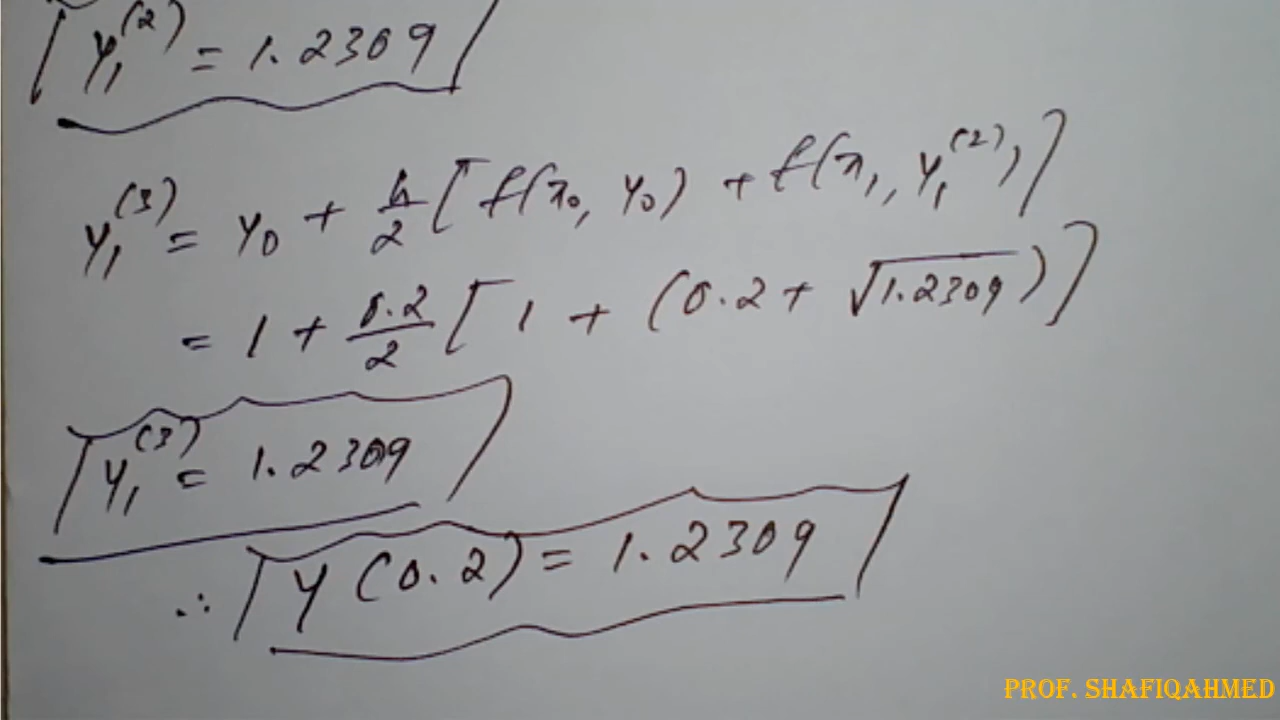 y₁⁽²⁾ = 1.2309
y₁⁽³⁾ = y₀ + h/2 [ f(x₀, y₀) + f(x₁, y₁⁽²⁾) ]
= 1 + 0.2/2 [ 1 + (0.2 + √1.2309) ]
y₁⁽³⁾ = 1.2309
∴ y(0.2) = 1.2309
PROF. SHAFIQAHMED